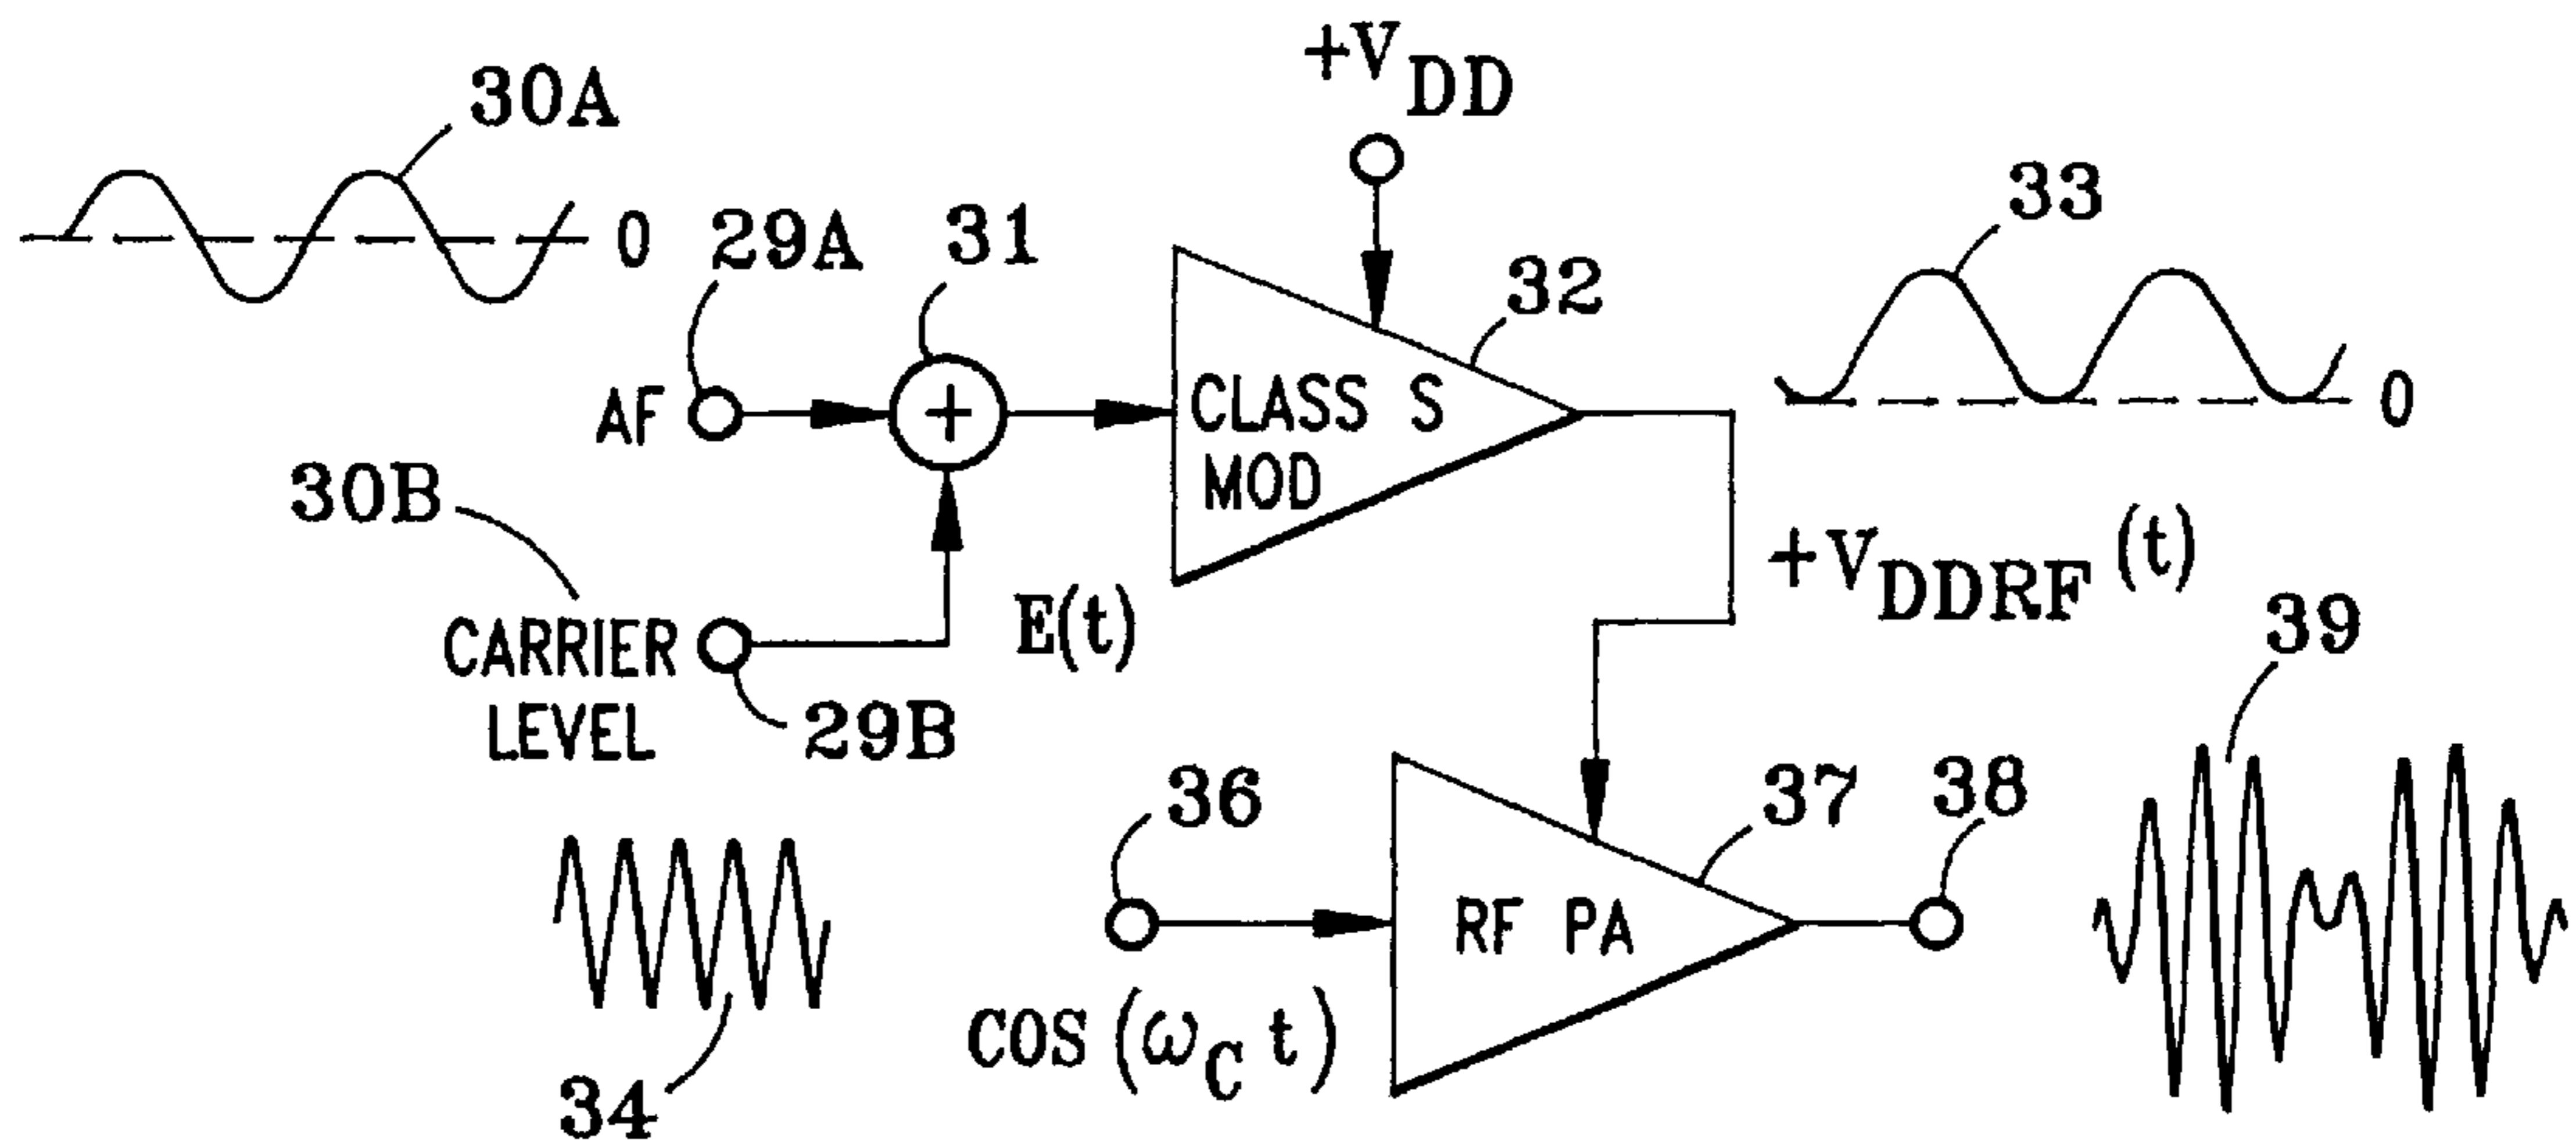 +V DD
30A
0
29A
31
33
32
AF
CLASS S
MOD
0
30B
+V DDRF (t)
E(t)
CARRIER
LEVEL
29B
39
36
37
38
RF PA
COS (ω C t)
34